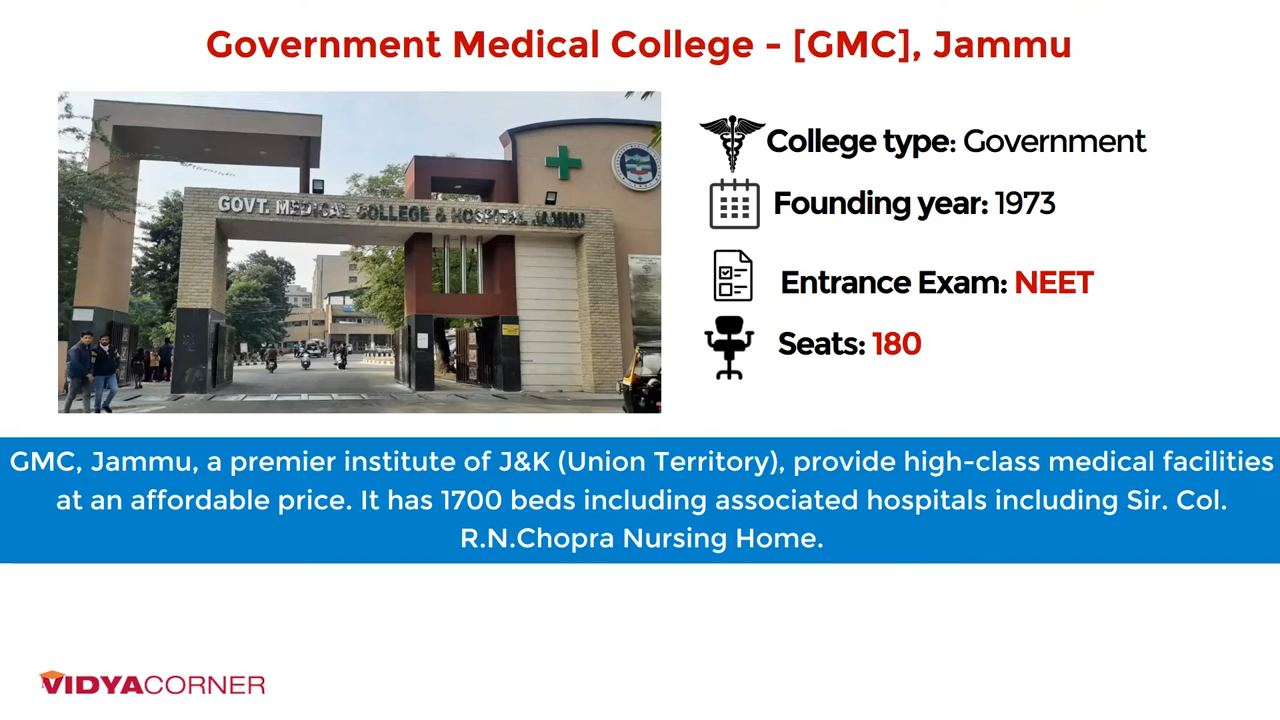 Government Medical College - [GMC], Jammu
GOVT. MEDICAL COLLEGE & HOSPITAL JAMMU
College type: Government
Founding year: 1973
Entrance Exam: NEET
Seats: 180
GMC, Jammu, a premier institute of J&K (Union Territory), provide high-class medical facilities
at an affordable price. It has 1700 beds including associated hospitals including Sir. Col.
R.N.Chopra Nursing Home.
VIDYACORNER